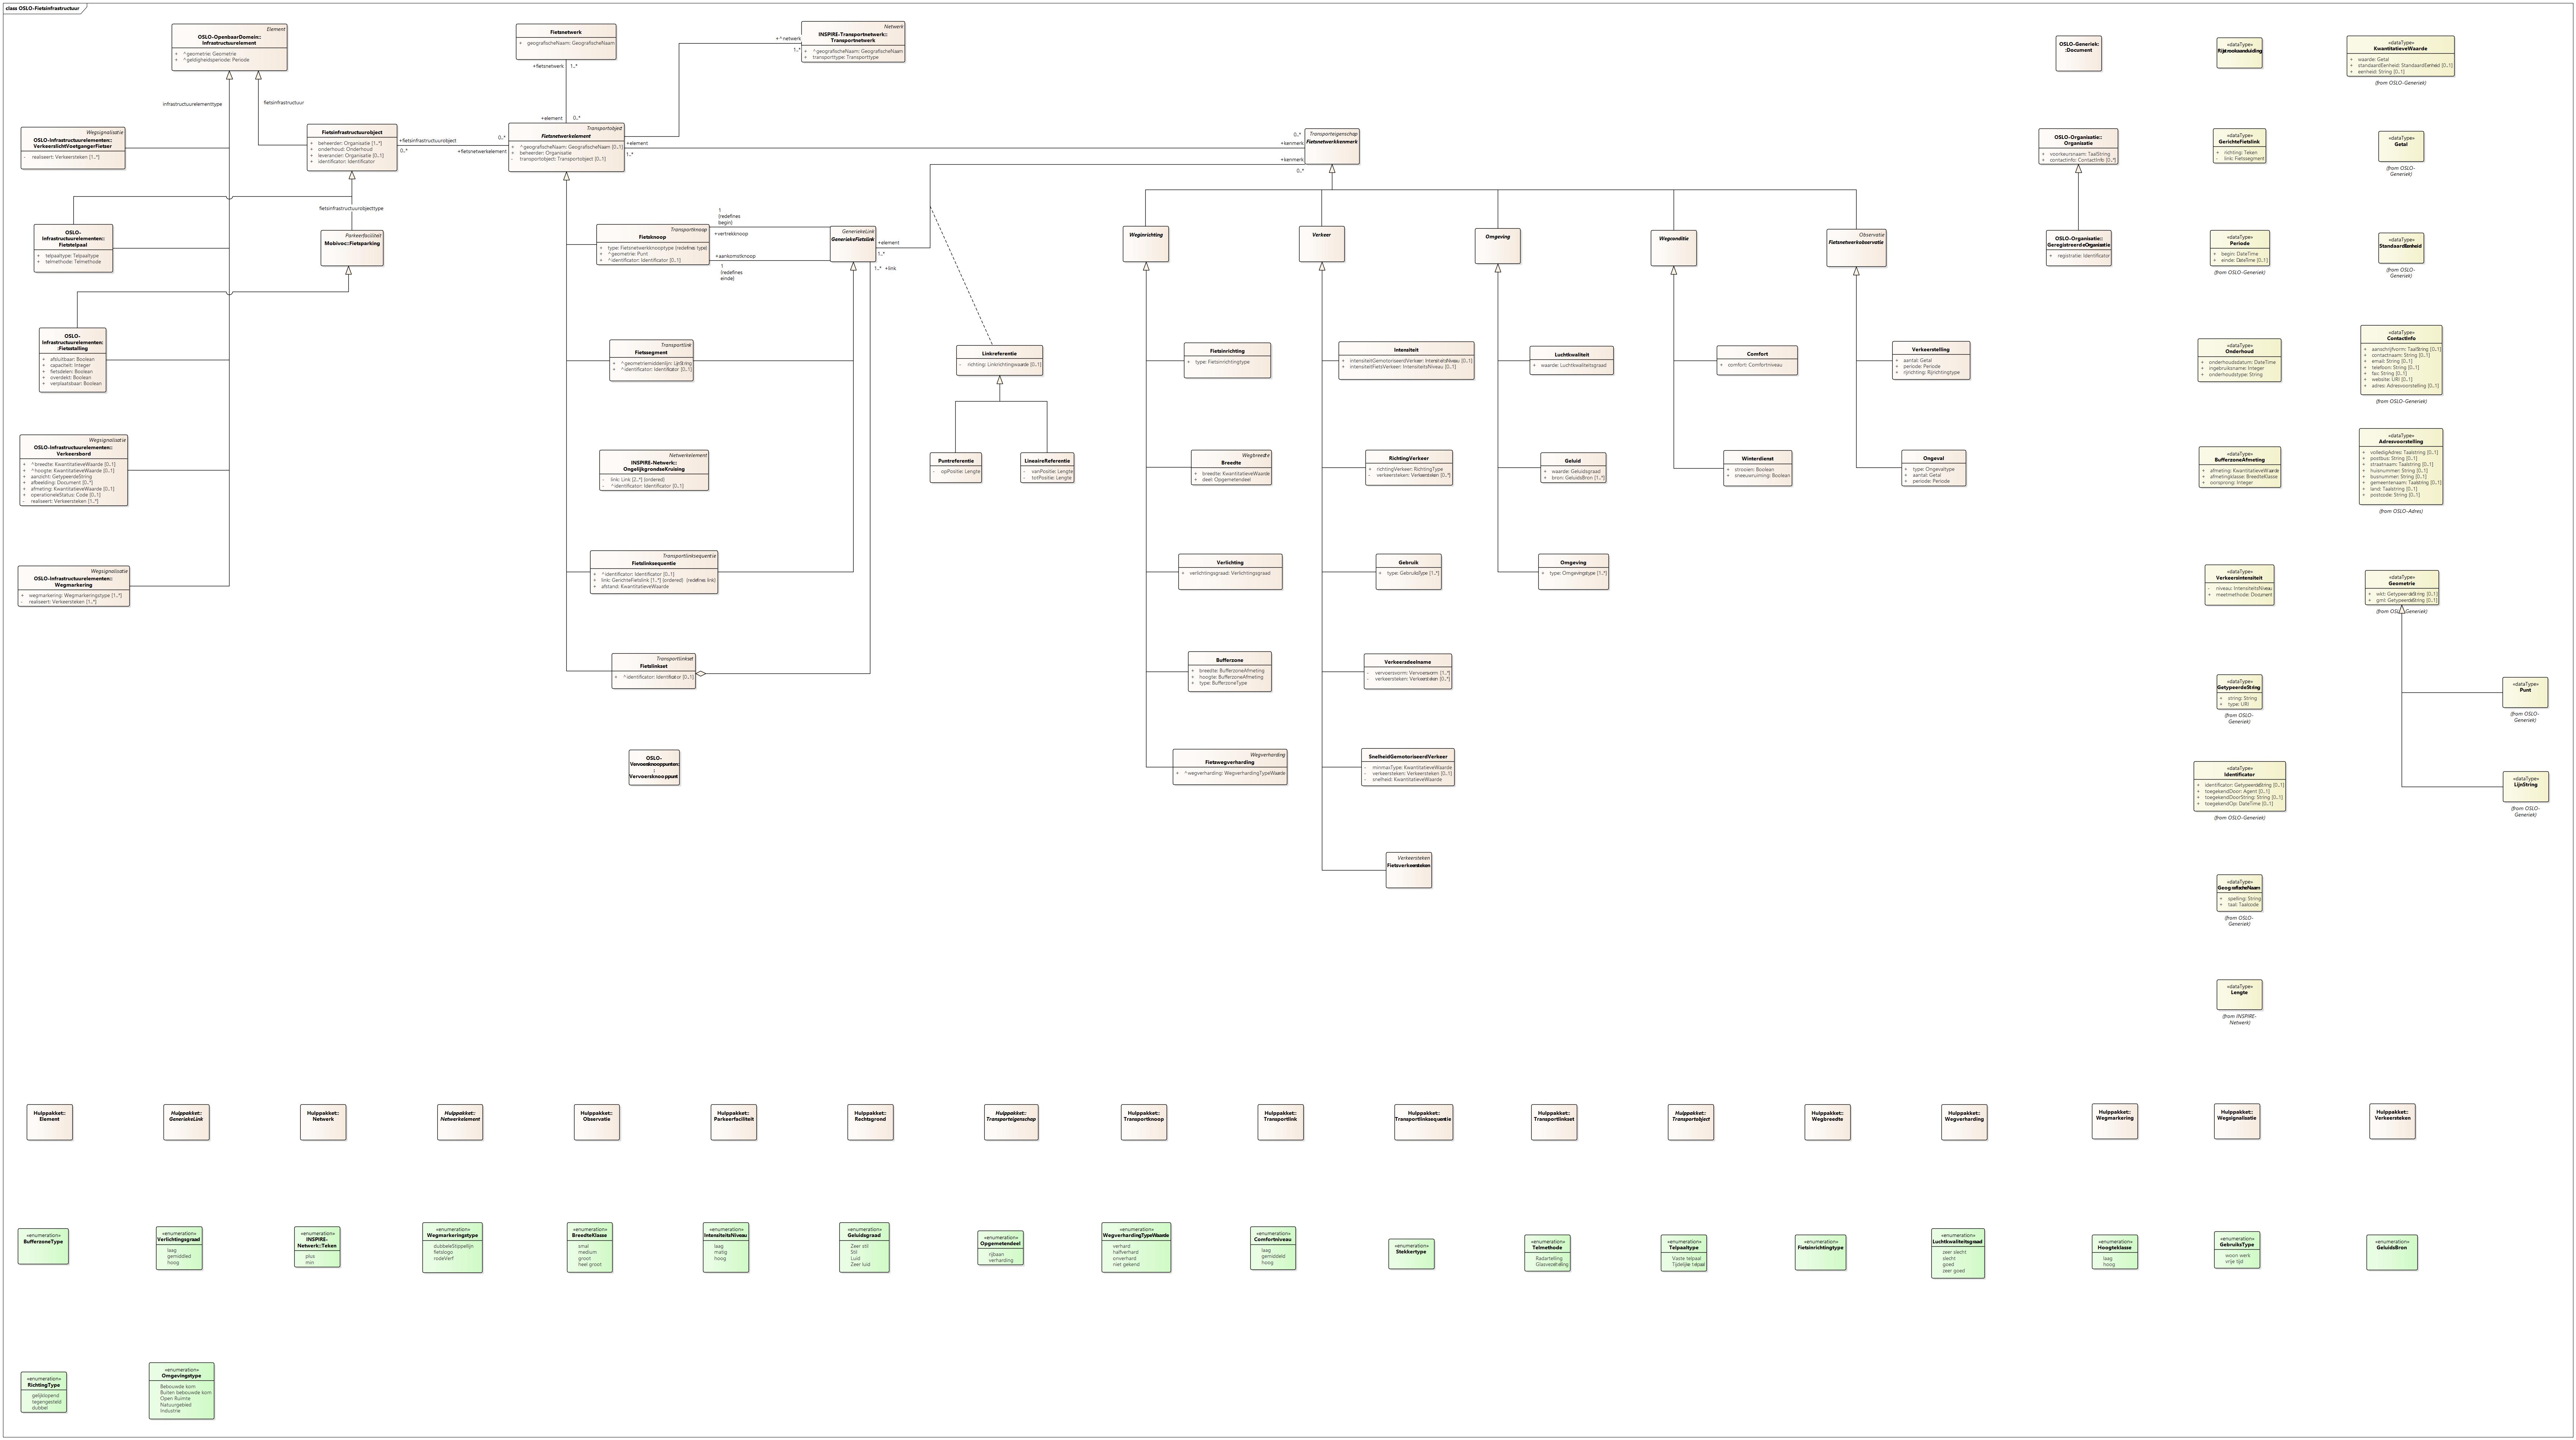 class OSLO-Fietsinfrastructuur
Element
OSLO-OpenbaarDomein::
Infrastructuurelement
+ ^geometrie: Geometrie
+ ^geldigheidsperiode: Periode
Fietsnetwerk
+ geografischeNaam: GeografischeNaam
Netwerk
INSPIRE-Transportnetwerk::
Transportnetwerk
+ ^geografischeNaam: GeografischeNaam
+ transporttype: Transporttype
+^netwerk
1..*
+fietsnetwerk
1..*
+element
0..*
infrastructuurelementtype
fietsinfrastructuur
Wegsignalisatie
OSLO-Infrastructuurelementen::
VerkeerslichtVoetgangerFietser
- realiseert: Verkeersteken [1..*]
Fietsinfrastructuurobject
+ beheerder: Organisatie [1..*]
+ onderhoud: Onderhoud
+ leverancier: Organisatie [0..1]
+ identificator: Identificator
+fietsinfrastructuurobject
0..*
0..*
+fietsnetwerkelement
Transportobject
Fietsnetwerkelement
+ ^geografischeNaam: GeografischeNaam [0..1]
+ beheerder: Organisatie
- transportobject: Transportobject [0..1]
+element
1..*
0..*
+kenmerk
+kenmerk
0..*
Transporteigenschap
Fietsnetwerkkenmerk
fietsinfrastructuurobjecttype
OSLO-
Infrastructuurelementen::
Fietstelpaal
+ telpaaltype: Telpaaltype
+ telmethode: Telmethode
Parkeerfaciliteit
Mobivoc::Fietsparking
OSLO-
Infrastructuurelementen:
:Fietsstalling
+ afsluitbaar: Boolean
+ capaciteit: Integer
+ fietsdelen: Boolean
+ overdekt: Boolean
+ verplaatsbaar: Boolean
Wegsignalisatie
OSLO-Infrastructuurelementen::
Verkeersbord
+ ^breedte: KwantitatieveWaarde [0..1]
+ ^hoogte: KwantitatieveWaarde [0..1]
+ aanzicht: GetypeerdeString
+ afbeelding: Document [0..*]
+ afmeting: KwantitatieveWaarde [0..1]
+ operationeleStatus: Code [0..1]
- realiseert: Verkeersteken [1..*]
Wegsignalisatie
OSLO-Infrastructuurelementen::
Wegmarkering
+ wegmarkering: Wegmarkeringstype [1..*]
- realiseert: Verkeersteken [1..*]
Transportknoop
Fietsknoop
+ type: Fietsnetwerkknooptype {redefines type}
+ ^geometrie: Punt
+ ^identificator: Identificator [0..1]
1
{redefines
begin}
+vertrekknoop
+aankomstknoop
1
{redefines
einde}
GeneriekeLink
GeneriekeFietslink
+element
1..*
1..* +link
Transportlink
Fietssegment
+ ^geometriemiddenlijn: LijnString
+ ^identificator: Identificator [0..1]
Netwerkelement
INSPIRE-Netwerk::
OngelijkgrondseKruising
- link: Link [2..*] {ordered}
- ^identificator: Identificator [0..1]
Transportlinksequentie
Fietslinksequentie
+ ^identificator: Identificator [0..1]
+ link: GerichteFietslink [1..*] {ordered} {redefines link}
+ afstand: KwantitatieveWaarde
Transportlinkset
Fietslinkset
+ ^identificator: Identificator [0..1]
OSLO-
Vervoersknooppunten:
:
Vervoersknooppunt
Linkreferentie
- richting: Linkrichtingwaarde [0..1]
Puntreferentie
- opPositie: Lengte
LineaireReferentie
- vanPositie: Lengte
- totPositie: Lengte
Weginrichting
Verkeer
Omgeving
Wegconditie
Observatie
Fietsnetwerkobservatie
Fietsinrichting
+ type: Fietsinrichtingtype
Wegbreedte
Breedte
+ breedte: KwantitatieveWaarde
+ deel: Opgemetendeel
Verlichting
+ verlichtingsgraad: Verlichtingsgraad
Bufferzone
+ breedte: BufferzoneAfmeting
+ hoogte: BufferzoneAfmeting
+ type: BufferzoneType
Wegverharding
Fietswegverharding
+ ^wegverharding: WegverhardingTypeWaarde
Intensiteit
+ intensiteitGemotoriseerdVerkeer: IntensiteitsNiveau [0..1]
+ intensiteitFietsVerkeer: IntensiteitsNiveau [0..1]
RichtingVerkeer
+ richtingVerkeer: RichtingType
- verkeersteken: Verkeersteken [0..*]
Gebruik
+ type: GebruiksType [1..*]
Verkeersdeelname
- vervoersvorm: Vervoersvorm [1..*]
- verkeersteken: Verkeersteken [0..*]
SnelheidGemotoriseerdVerkeer
- minmaxType: KwantitatieveWaarde
- verkeersteken: Verkeersteken [0..1]
- snelheid: KwantitatieveWaarde
Verkeersteken
Fietsverkeersteken
Luchtkwaliteit
+ waarde: Luchtkwaliteitsgraad
Geluid
+ waarde: Geluidsgraad
+ bron: GeluidsBron [1..*]
Omgeving
+ type: Omgevingstype [1..*]
Comfort
+ comfort: Comfortniveau
Winterdienst
+ strooien: Boolean
+ sneeuwruiming: Boolean
Verkeerstelling
+ aantal: Getal
+ periode: Periode
+ rijrichting: Rijrichtingtype
Ongeval
+ type: Ongevaltype
+ aantal: Getal
+ periode: Periode
OSLO-Generiek:
:Document
OSLO-Organisatie::
Organisatie
+ voorkeursnaam: TaalString
+ contactinfo: ContactInfo [0..*]
OSLO-Organisatie::
GeregistreerdeOrganisatie
+ registratie: Identificator
«dataType»
Rijstrookaanduiding
«dataType»
GerichteFietslink
+ richting: Teken
- link: Fietssegment
«dataType»
Periode
+ begin: DateTime
+ einde: DateTime [0..1]
(from OSLO-Generiek)
«dataType»
Onderhoud
+ onderhoudsdatum: DateTime
+ ingebruikname: Integer
+ onderhoudstype: String
«dataType»
BufferzoneAfmeting
+ afmeting: KwantitatieveWaarde
+ afmetingklasse: BreedteKlasse
+ oorsprong: Integer
«dataType»
Verkeersintensiteit
- niveau: IntensiteitsNiveau
+ meetmethode: Document
«dataType»
GetypeerdeString
+ string: String
+ type: URI
(from OSLO-
Generiek)
«dataType»
Identificator
+ identificator: GetypeerdeString [0..1]
+ toegekendDoor: Agent [0..1]
+ toegekendDoorString: String [0..1]
+ toegekendOp: DateTime [0..1]
(from OSLO-Generiek)
«dataType»
GeografischeNaam
+ spelling: String
+ taal: Taalcode
(from OSLO-
Generiek)
«dataType»
Lengte
(from INSPIRE-
Netwerk)
«dataType»
KwantitatieveWaarde
+ waarde: Getal
+ standaardEenheid: StandaardEenheid [0..1]
+ eenheid: String [0..1]
(from OSLO-Generiek)
«dataType»
Getal
(from OSLO-
Generiek)
«dataType»
StandaardEenheid
(from OSLO-
Generiek)
«dataType»
ContactInfo
+ aanschrijfvorm: TaalString [0..1]
+ contactnaam: String [0..1]
+ email: String [0..1]
+ telefoon: String [0..1]
+ fax: String [0..1]
+ website: URI [0..1]
+ adres: Adresvoorstelling [0..1]
(from OSLO-Generiek)
«dataType»
Adresvoorstelling
+ volledigAdres: Taalstring [0..1]
+ postbus: String [0..1]
+ straatnaam: Taalstring [0..1]
+ huisnummer: String [0..1]
+ busnummer: String [0..1]
+ gemeentenaam: Taalstring [0..1]
+ land: Taalstring [0..1]
+ postcode: String [0..1]
(from OSLO-Adres)
«dataType»
Geometrie
+ wkt: GetypeerdeString [0..1]
+ gml: GetypeerdeString [0..1]
(from OSLO-Generiek)
«dataType»
Punt
(from OSLO-
Generiek)
«dataType»
LijnString
(from OSLO-
Generiek)
Hulppakket::
Element
Hulppakket::
GeneriekeLink
Hulppakket::
Netwerk
Hulppakket::
Netwerkelement
Hulppakket::
Observatie
Hulppakket::
Parkeerfaciliteit
Hulppakket::
Rechtsgrond
Hulppakket::
Transporteigenschap
Hulppakket::
Transportknoop
Hulppakket::
Transportlink
Hulppakket::
Transportlinksequentie
Hulppakket::
Transportlinkset
Hulppakket::
Transportobject
Hulppakket::
Wegbreedte
Hulppakket::
Wegverharding
Hulppakket::
Wegmarkering
Hulppakket::
Wegsignalisatie
Hulppakket::
Verkeersteken
«enumeration»
BufferzoneType
«enumeration»
Verlichtingsgraad
laag
gemiddled
hoog
«enumeration»
INSPIRE-
Netwerk::Teken
plus
min
«enumeration»
Wegmarkeringstype
dubbeleStippellijn
fietslogo
rodeVerf
«enumeration»
BreedteKlasse
smal
medium
groot
heel groot
«enumeration»
IntensiteitsNiveau
laag
matig
hoog
«enumeration»
Geluidsgraad
Zeer stil
Stil
Luid
Zeer luid
«enumeration»
Opgemetendeel
rijbaan
verharding
«enumeration»
WegverhardingTypeWaarde
verhard
halfverhard
onverhard
niet gekend
«enumeration»
Comfortniveau
laag
gemiddeld
hoog
«enumeration»
Stekkertype
«enumeration»
Telmethode
Radartelling
Glasvezeltelling
«enumeration»
Telpaaltype
Vaste telpaal
Tijdelijke telpaal
«enumeration»
Fietsinrichtingtype
«enumeration»
Luchtkwaliteitsgraad
zeer slecht
slecht
goed
zeer goed
«enumeration»
Hoogteklasse
laag
hoog
«enumeration»
GebruiksType
woon werk
vrije tijd
«enumeration»
GeluidsBron
«enumeration»
RichtingType
gelijklopend
tegengesteld
dubbel
«enumeration»
Omgevingstype
Bebouwde kom
Buiten bebouwde kom
Open Ruimte
Natuurgebied
Industrie